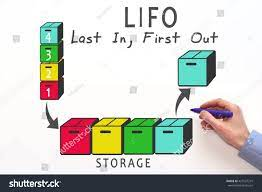 LIFO
Last In, First Out
4
3
2
1
STORAGE
shutterstock